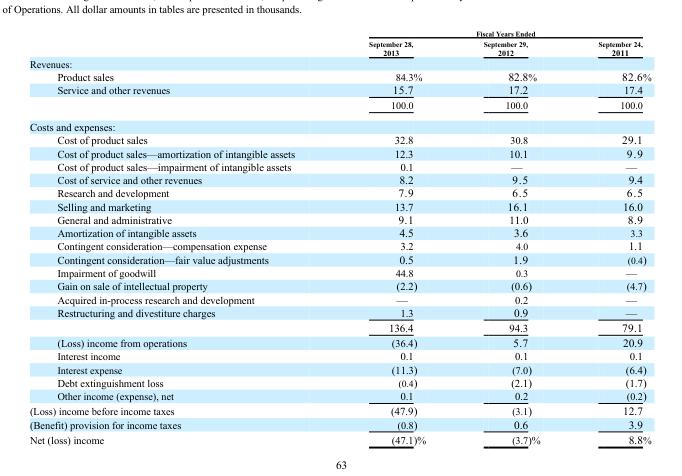 of Operations. All dollar amounts in tables are presented in thousands.
Fiscal Years Ended
September 28, 2013 September 29, 2012 September 24, 2011
Revenues:
Product sales 84.3% 82.8% 82.6%
Service and other revenues 15.7 17.2 17.4
100.0 100.0 100.0
Costs and expenses:
Cost of product sales 32.8 30.8 29.1
Cost of product sales—amortization of intangible assets 12.3 10.1 9.9
Cost of product sales—impairment of intangible assets 0.1 — —
Cost of service and other revenues 8.2 9.5 9.4
Research and development 7.9 6.5 6.5
Selling and marketing 13.7 16.1 16.0
General and administrative 9.1 11.0 8.9
Amortization of intangible assets 4.5 3.6 3.3
Contingent consideration—compensation expense 3.2 4.0 1.1
Contingent consideration—fair value adjustments 0.5 1.9 (0.4)
Impairment of goodwill 44.8 0.3 —
Gain on sale of intellectual property (2.2) (0.6) (4.7)
Acquired in-process research and development — 0.2 —
Restructuring and divestiture charges 1.3 0.9 —
136.4 94.3 79.1
(Loss) income from operations (36.4) 5.7 20.9
Interest income 0.1 0.1 0.1
Interest expense (11.3) (7.0) (6.4)
Debt extinguishment loss (0.4) (2.1) (1.7)
Other income (expense), net 0.1 0.2 (0.2)
(Loss) income before income taxes (47.9) (3.1) 12.7
(Benefit) provision for income taxes (0.8) 0.6 3.9
Net (loss) income (47.1)% (3.7)% 8.8%
63